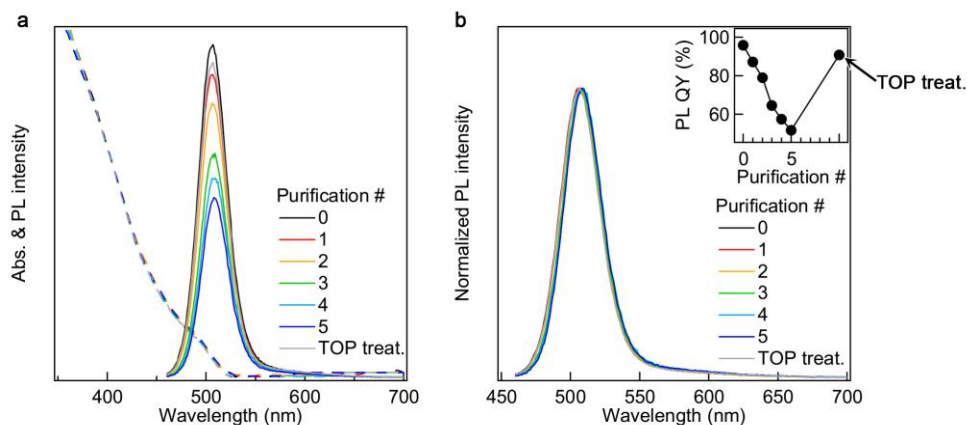 a
Abs. & PL intensity
Purification #
0
1
2
3
4
5
TOP treat.
400 500 600 700
Wavelength (nm)
b
Normalized PL intensity
PL QY (%)
100
80
60
0 5
Purification #
TOP treat.
Purification #
0
1
2
3
4
5
TOP treat.
450 500 550 600 650 700
Wavelength (nm)